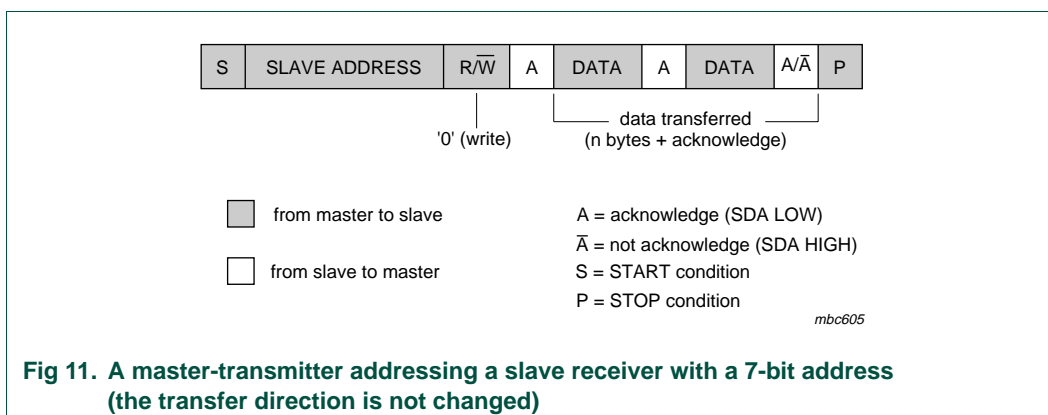 S SLAVE ADDRESS R/W̅ A DATA A DATA A/A̅ P
'0' (write)
data transferred
(n bytes + acknowledge)
from master to slave
from slave to master
A = acknowledge (SDA LOW)
A̅ = not acknowledge (SDA HIGH)
S = START condition
P = STOP condition
mbc605
Fig 11. A master-transmitter addressing a slave receiver with a 7-bit address
(the transfer direction is not changed)